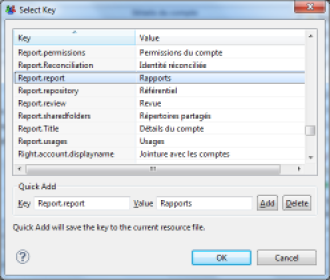 Select Key
Key Value
Report.permissions Permissions du compte
Report.Reconciliation Identité réconciliée
Report.report Rapports
Report.repository Référentiel
Report.review Revue
Report.sharedfolders Répertoires partagés
Report.Title Détails du compte
Report.usages Usages
Right.account.displayname Jointure avec les comptes
Quick Add
Key Report.report Value Rapports Add Delete
Quick Add will save the key to the current resource file.
OK Cancel